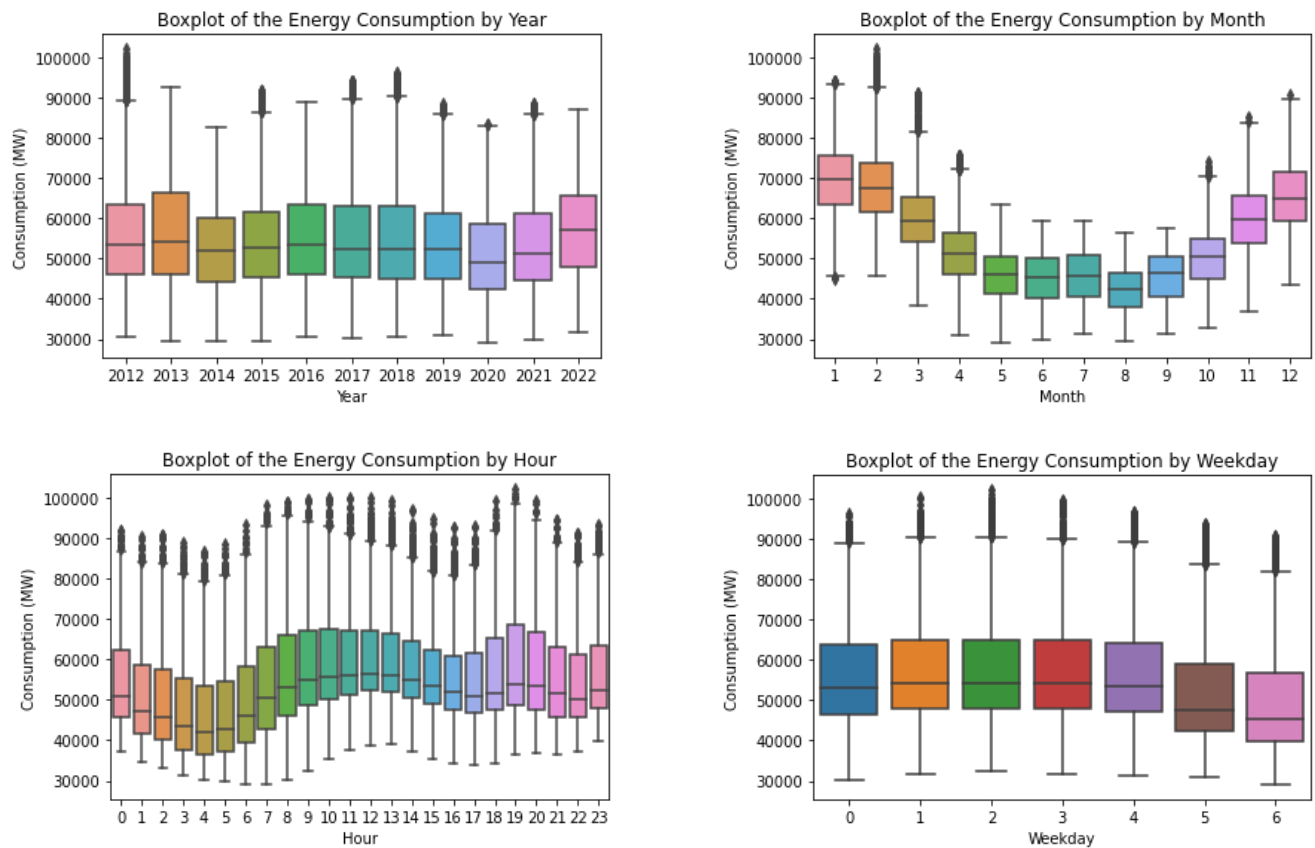 Boxplot of the Energy Consumption by Year
Consumption (MW)
100000
90000
80000
70000
60000
50000
40000
30000
2012 2013 2014 2015 2016 2017 2018 2019 2020 2021 2022
Year
Boxplot of the Energy Consumption by Month
Consumption (MW)
100000
90000
80000
70000
60000
50000
40000
30000
1 2 3 4 5 6 7 8 9 10 11 12
Month
Boxplot of the Energy Consumption by Hour
Consumption (MW)
100000
90000
80000
70000
60000
50000
40000
30000
0 1 2 3 4 5 6 7 8 9 10 11 12 13 14 15 16 17 18 19 20 21 22 23
Hour
Boxplot of the Energy Consumption by Weekday
Consumption (MW)
100000
90000
80000
70000
60000
50000
40000
30000
0 1 2 3 4 5 6
Weekday